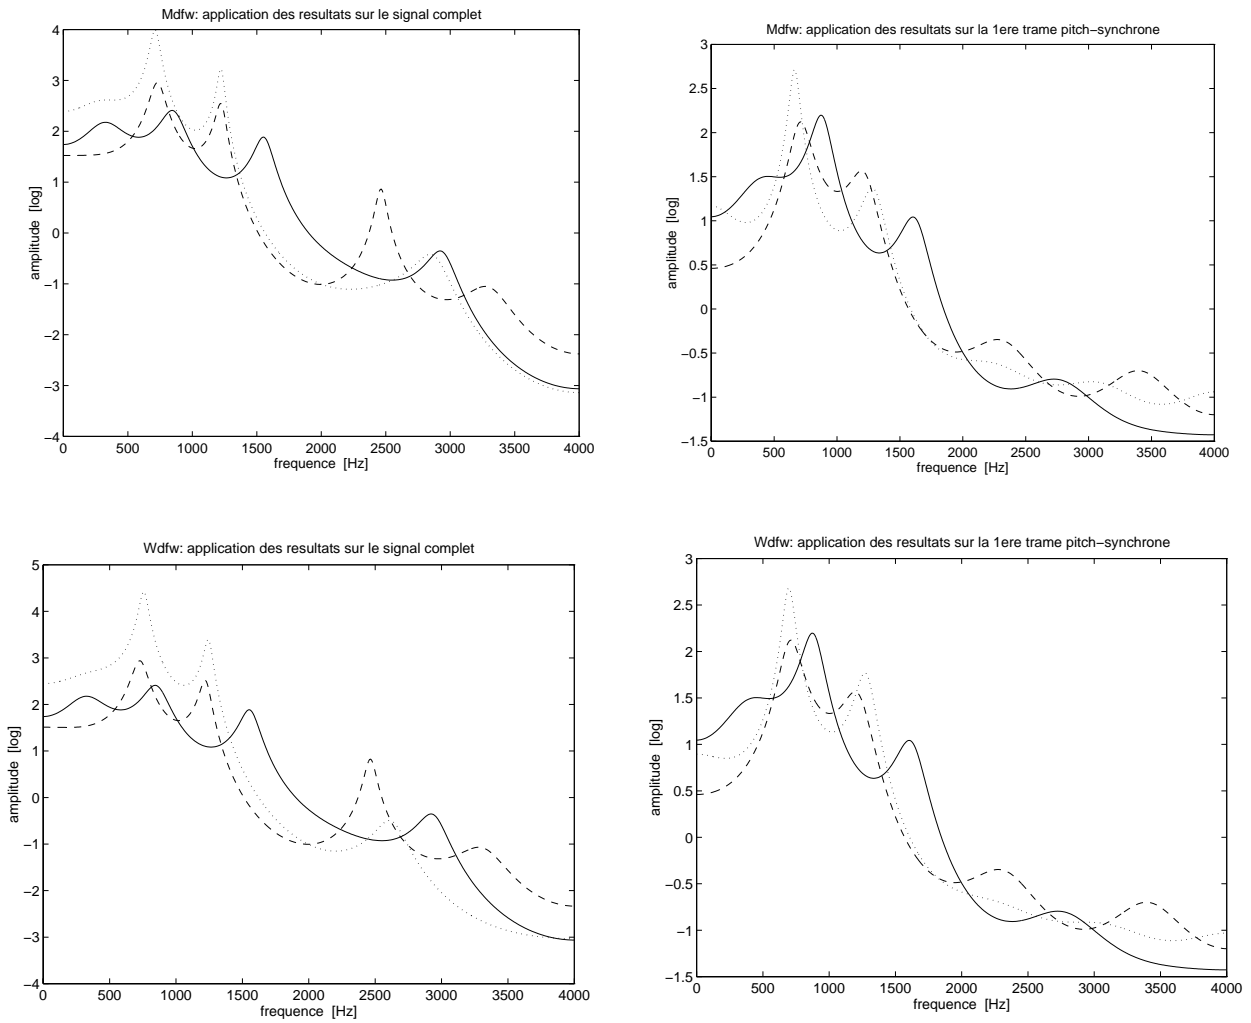 Mdfw: application des resultats sur le signal complet
4
3
2
1
0
−1
−2
−3
−4
amplitude [log]
0 500 1000 1500 2000 2500 3000 3500 4000
frequence [Hz]
Mdfw: application des resultats sur la 1ere trame pitch−synchrone
3
2.5
2
1.5
1
0.5
0
−0.5
−1
−1.5
amplitude [log]
0 500 1000 1500 2000 2500 3000 3500 4000
frequence [Hz]
Wdfw: application des resultats sur le signal complet
5
4
3
2
1
0
−1
−2
−3
−4
amplitude [log]
0 500 1000 1500 2000 2500 3000 3500 4000
frequence [Hz]
Wdfw: application des resultats sur la 1ere trame pitch−synchrone
3
2.5
2
1.5
1
0.5
0
−0.5
−1
−1.5
amplitude [log]
0 500 1000 1500 2000 2500 3000 3500 4000
frequence [Hz]